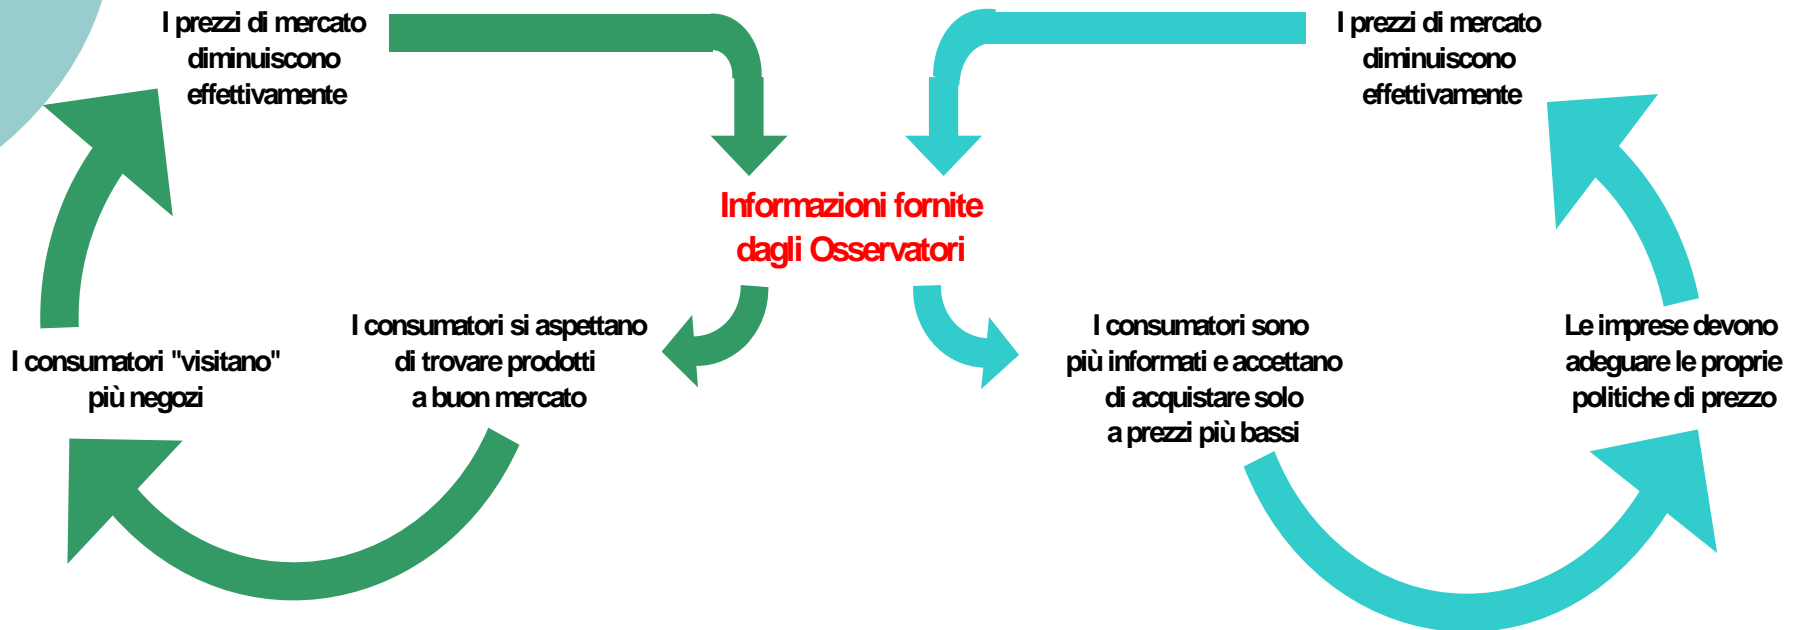 I prezzi di mercato
diminuiscono
effettivamente
I prezzi di mercato
diminuiscono
effettivamente
Informazioni fornite
dagli Osservatori
I consumatori "visitano"
più negozi
I consumatori si aspettano
di trovare prodotti
a buon mercato
I consumatori sono
più informati e accettano
di acquistare solo
a prezzi più bassi
Le imprese devono
adeguare le proprie
politiche di prezzo